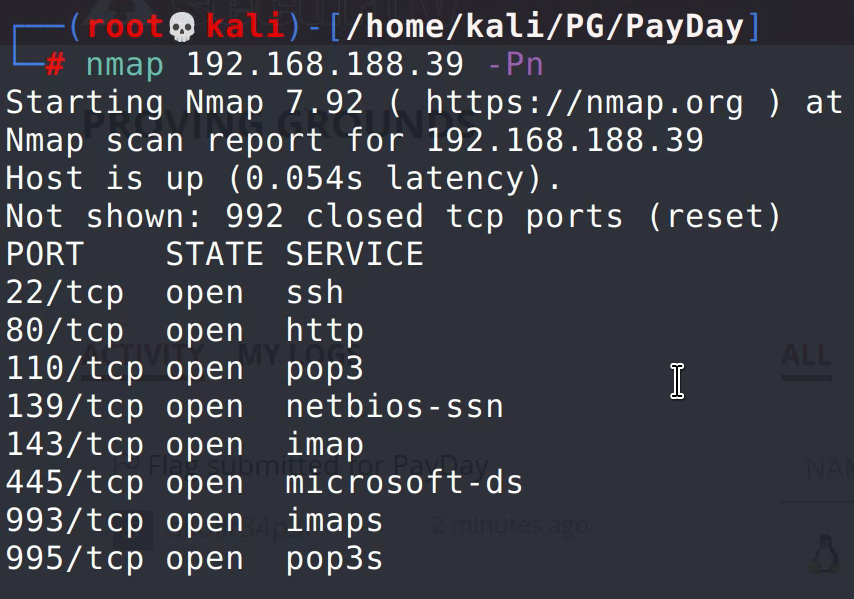 ┌──(root💀kali)-[/home/kali/PG/PayDay]
└─# nmap 192.168.188.39 -Pn
Starting Nmap 7.92 ( https://nmap.org ) at
PROVING GROUNDS
Nmap scan report for 192.168.188.39
Host is up (0.054s latency).
Not shown: 992 closed tcp ports (reset)
PORT    STATE SERVICE
22/tcp  open  ssh
80/tcp  open  http
ACTIVITY MY LOGS ALL
110/tcp open  pop3
139/tcp open  netbios-ssn
143/tcp open  imap
Flag submitted for PayDay
445/tcp open  microsoft-ds
993/tcp open  imaps
2 minutes ago
995/tcp open  pop3s